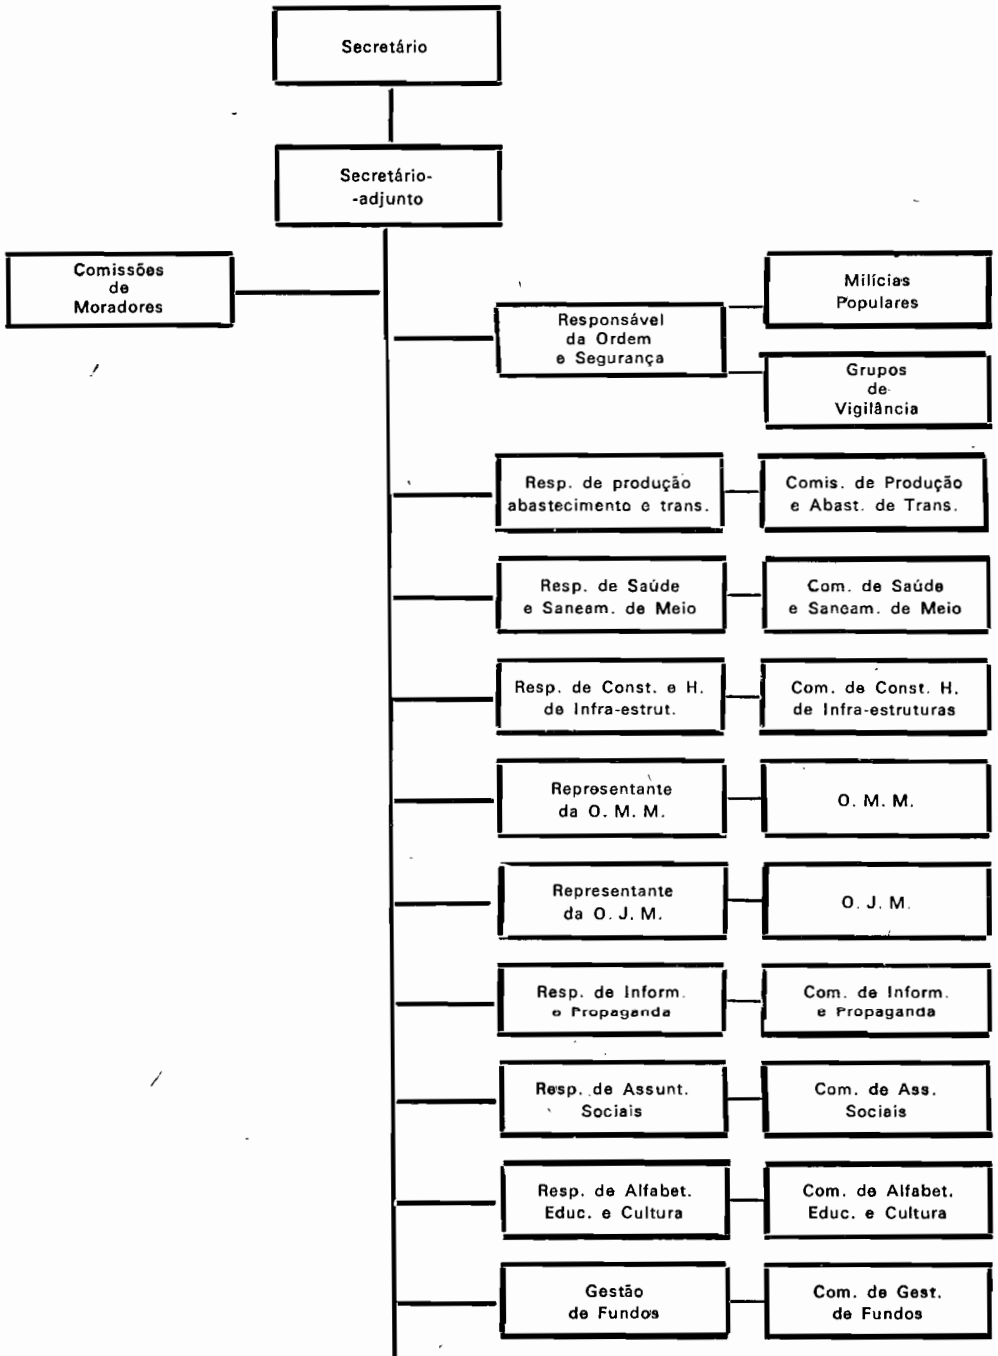 Secretário
Secretário-
-adjunto
Comissões
de
Moradores
Responsável
da Ordem
e Segurança
Milícias
Populares
Grupos
de
Vigilância
Resp. de produção
abastecimento e trans.
Comis. de Produção
e Abast. de Trans.
Resp. de Saúde
e Saneam. de Meio
Com. de Saúde
e Saneam. de Meio
Resp. de Const. e H.
de Infra-estrut.
Com. de Const. H.
de Infra-estruturas
Representante
da O. M. M.
O. M. M.
Representante
da O. J. M.
O. J. M.
Resp. de Inform.
e Propaganda
Com. de Inform.
e Propaganda
Resp. de Assunt.
Sociais
Com. de Ass.
Sociais
Resp. de Alfabet.
Educ. e Cultura
Com. de Alfabet.
Educ. e Cultura
Gestão
de Fundos
Com. de Gest.
de Fundos